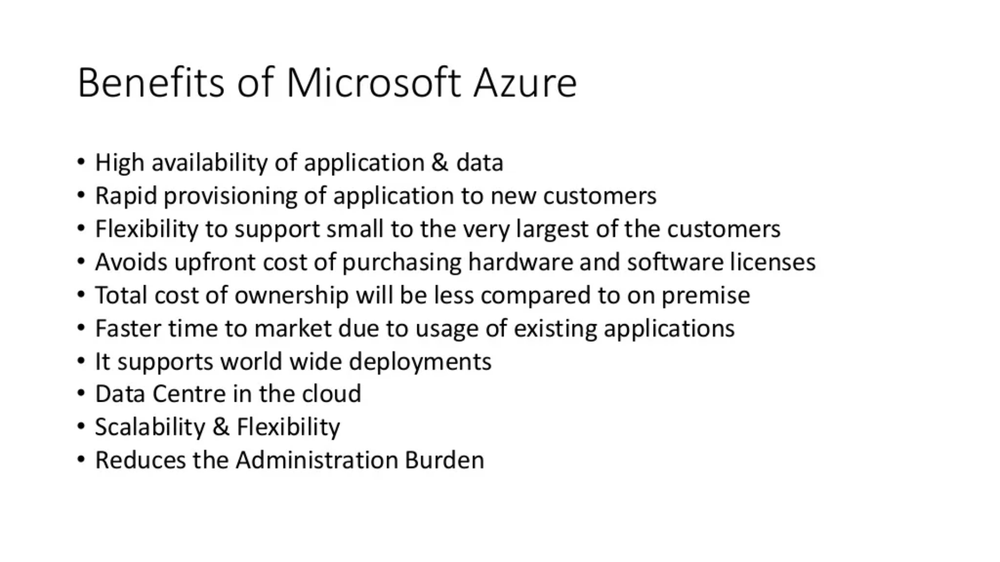 Benefits of Microsoft Azure
• High availability of application & data
• Rapid provisioning of application to new customers
• Flexibility to support small to the very largest of the customers
• Avoids upfront cost of purchasing hardware and software licenses
• Total cost of ownership will be less compared to on premise
• Faster time to market due to usage of existing applications
• It supports world wide deployments
• Data Centre in the cloud
• Scalability & Flexibility
• Reduces the Administration Burden